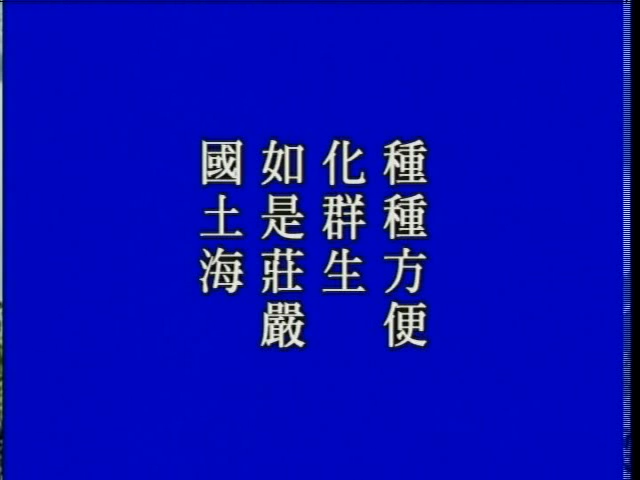 種種方便
化群生
如是莊嚴
國土海